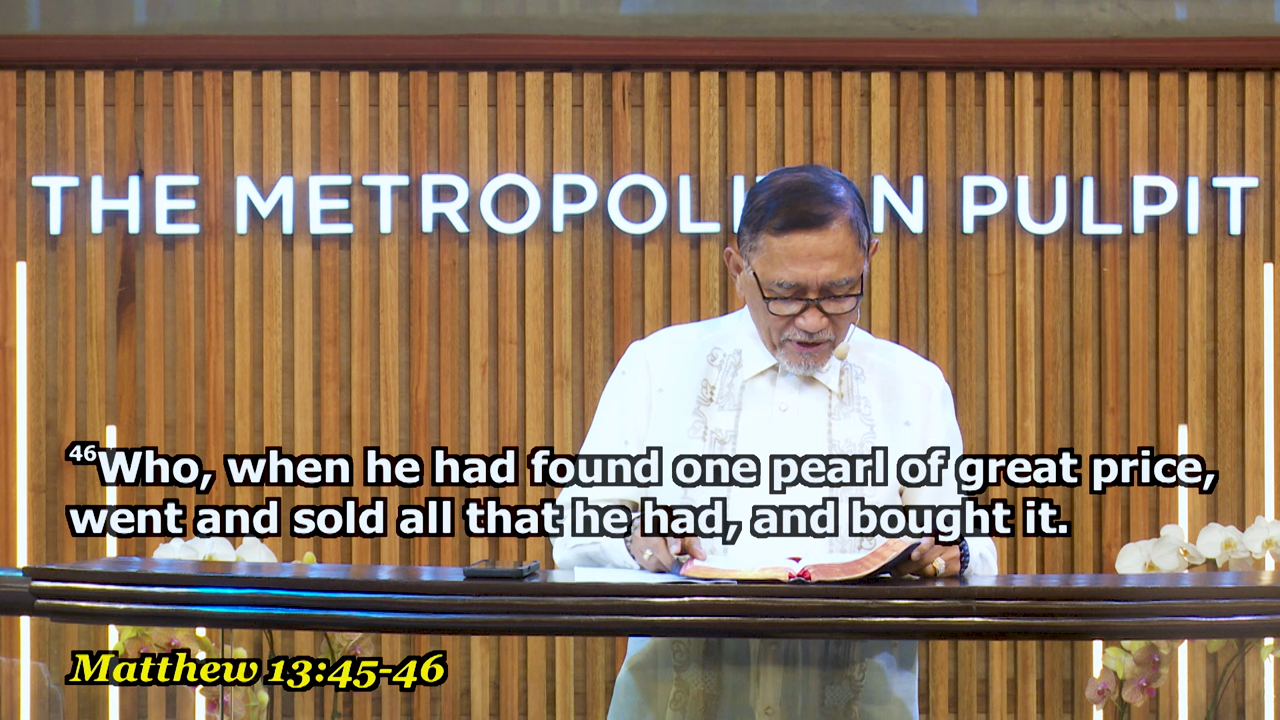 THE METROPOLITAN PULPIT
46Who, when he had found one pearl of great price,
went and sold all that he had, and bought it.
Matthew 13:45-46